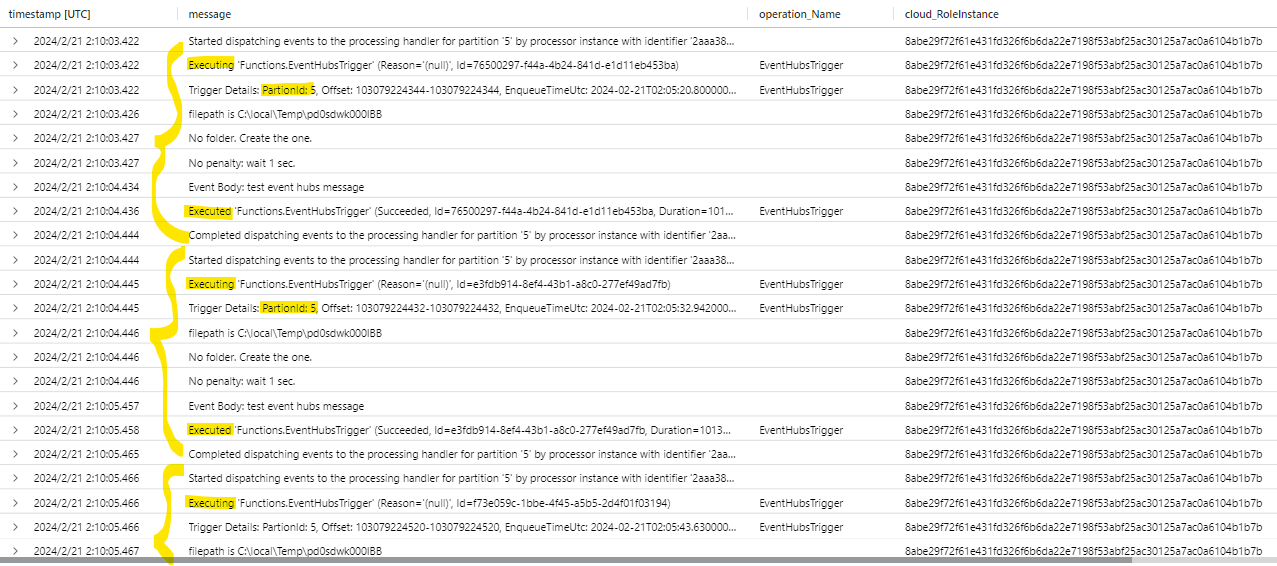 timestamp [UTC] message operation_Name cloud_RoleInstance
2024/2/21 2:10:03.422 Started dispatching events to the processing handler for partition '5' by processor instance with identifier '2aaa38... 8abe29f72f61e431fd326f6b6da22e7198f53abf25ac30125a7ac0a6104b1b7b
2024/2/21 2:10:03.422 Executing 'Functions.EventHubsTrigger' (Reason='(null)', Id=76500297-f44a-4b24-841d-e1d11eb453ba) EventHubsTrigger 8abe29f72f61e431fd326f6b6da22e7198f53abf25ac30125a7ac0a6104b1b7b
2024/2/21 2:10:03.422 Trigger Details: PartionId: 5, Offset: 103079224344-103079224344, EnqueueTimeUtc: 2024-02-21T02:05:20.800000... EventHubsTrigger 8abe29f72f61e431fd326f6b6da22e7198f53abf25ac30125a7ac0a6104b1b7b
2024/2/21 2:10:03.426 filepath is C:\local\Temp\pd0sdwk000IBB 8abe29f72f61e431fd326f6b6da22e7198f53abf25ac30125a7ac0a6104b1b7b
2024/2/21 2:10:03.427 No folder. Create the one. 8abe29f72f61e431fd326f6b6da22e7198f53abf25ac30125a7ac0a6104b1b7b
2024/2/21 2:10:03.427 No penalty: wait 1 sec. 8abe29f72f61e431fd326f6b6da22e7198f53abf25ac30125a7ac0a6104b1b7b
2024/2/21 2:10:04.434 Event Body: test event hubs message 8abe29f72f61e431fd326f6b6da22e7198f53abf25ac30125a7ac0a6104b1b7b
2024/2/21 2:10:04.436 Executed 'Functions.EventHubsTrigger' (Succeeded, Id=76500297-f44a-4b24-841d-e1d11eb453ba, Duration=101... EventHubsTrigger 8abe29f72f61e431fd326f6b6da22e7198f53abf25ac30125a7ac0a6104b1b7b
2024/2/21 2:10:04.444 Completed dispatching events to the processing handler for partition '5' by processor instance with identifier '2aa... 8abe29f72f61e431fd326f6b6da22e7198f53abf25ac30125a7ac0a6104b1b7b
2024/2/21 2:10:04.444 Started dispatching events to the processing handler for partition '5' by processor instance with identifier '2aaa38... 8abe29f72f61e431fd326f6b6da22e7198f53abf25ac30125a7ac0a6104b1b7b
2024/2/21 2:10:04.445 Executing 'Functions.EventHubsTrigger' (Reason='(null)', Id=e3fdb914-8ef4-43b1-a8c0-277ef49ad7fb) EventHubsTrigger 8abe29f72f61e431fd326f6b6da22e7198f53abf25ac30125a7ac0a6104b1b7b
2024/2/21 2:10:04.445 Trigger Details: PartionId: 5, Offset: 103079224432-103079224432, EnqueueTimeUtc: 2024-02-21T02:05:32.942000... EventHubsTrigger 8abe29f72f61e431fd326f6b6da22e7198f53abf25ac30125a7ac0a6104b1b7b
2024/2/21 2:10:04.446 filepath is C:\local\Temp\pd0sdwk000IBB 8abe29f72f61e431fd326f6b6da22e7198f53abf25ac30125a7ac0a6104b1b7b
2024/2/21 2:10:04.446 No folder. Create the one. 8abe29f72f61e431fd326f6b6da22e7198f53abf25ac30125a7ac0a6104b1b7b
2024/2/21 2:10:04.446 No penalty: wait 1 sec. 8abe29f72f61e431fd326f6b6da22e7198f53abf25ac30125a7ac0a6104b1b7b
2024/2/21 2:10:05.457 Event Body: test event hubs message 8abe29f72f61e431fd326f6b6da22e7198f53abf25ac30125a7ac0a6104b1b7b
2024/2/21 2:10:05.458 Executed 'Functions.EventHubsTrigger' (Succeeded, Id=e3fdb914-8ef4-43b1-a8c0-277ef49ad7fb, Duration=1013... EventHubsTrigger 8abe29f72f61e431fd326f6b6da22e7198f53abf25ac30125a7ac0a6104b1b7b
2024/2/21 2:10:05.465 Completed dispatching events to the processing handler for partition '5' by processor instance with identifier '2aa... 8abe29f72f61e431fd326f6b6da22e7198f53abf25ac30125a7ac0a6104b1b7b
2024/2/21 2:10:05.466 Started dispatching events to the processing handler for partition '5' by processor instance with identifier '2aaa38... 8abe29f72f61e431fd326f6b6da22e7198f53abf25ac30125a7ac0a6104b1b7b
2024/2/21 2:10:05.466 Executing 'Functions.EventHubsTrigger' (Reason='(null)', Id=f73e059c-1bbe-4f45-a5b5-2d4f01f03194) EventHubsTrigger 8abe29f72f61e431fd326f6b6da22e7198f53abf25ac30125a7ac0a6104b1b7b
2024/2/21 2:10:05.466 Trigger Details: PartionId: 5, Offset: 103079224520-103079224520, EnqueueTimeUtc: 2024-02-21T02:05:43.630000... EventHubsTrigger 8abe29f72f61e431fd326f6b6da22e7198f53abf25ac30125a7ac0a6104b1b7b
2024/2/21 2:10:05.467 filepath is C:\local\Temp\pd0sdwk000IBB 8abe29f72f61e431fd326f6b6da22e7198f53abf25ac30125a7ac0a6104b1b7b